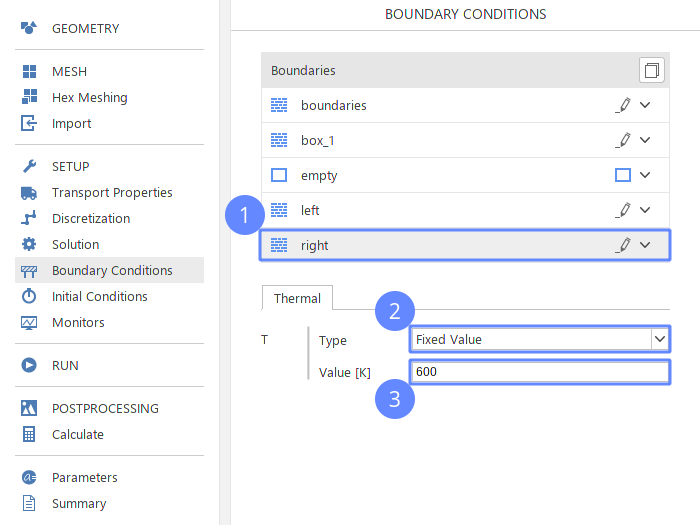 GEOMETRY
MESH
Hex Meshing
Import
SETUP
Transport Properties
Discretization
Solution
Boundary Conditions
Initial Conditions
Monitors
RUN
POSTPROCESSING
Calculate
a= Parameters
Summary
BOUNDARY CONDITIONS
Boundaries
boundaries
box_1
empty
1 left
right
Thermal
2
T Type Fixed Value
Value [K] 600
3